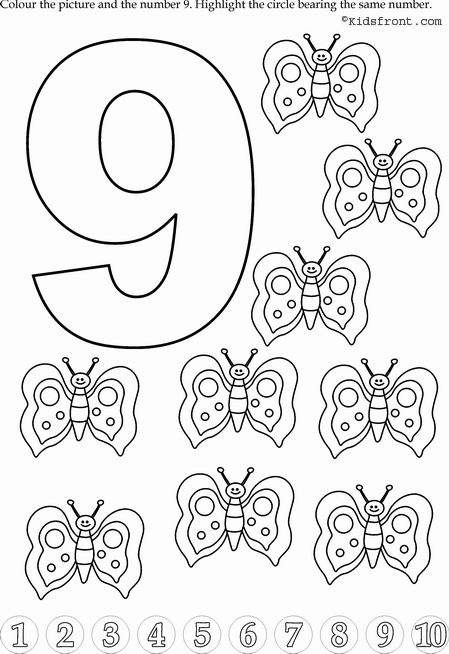 Colour the picture and the number 9. Highlight the circle bearing the same number.
©Kidsfront.com
9
1 2 3 4 5 6 7 8 9 10